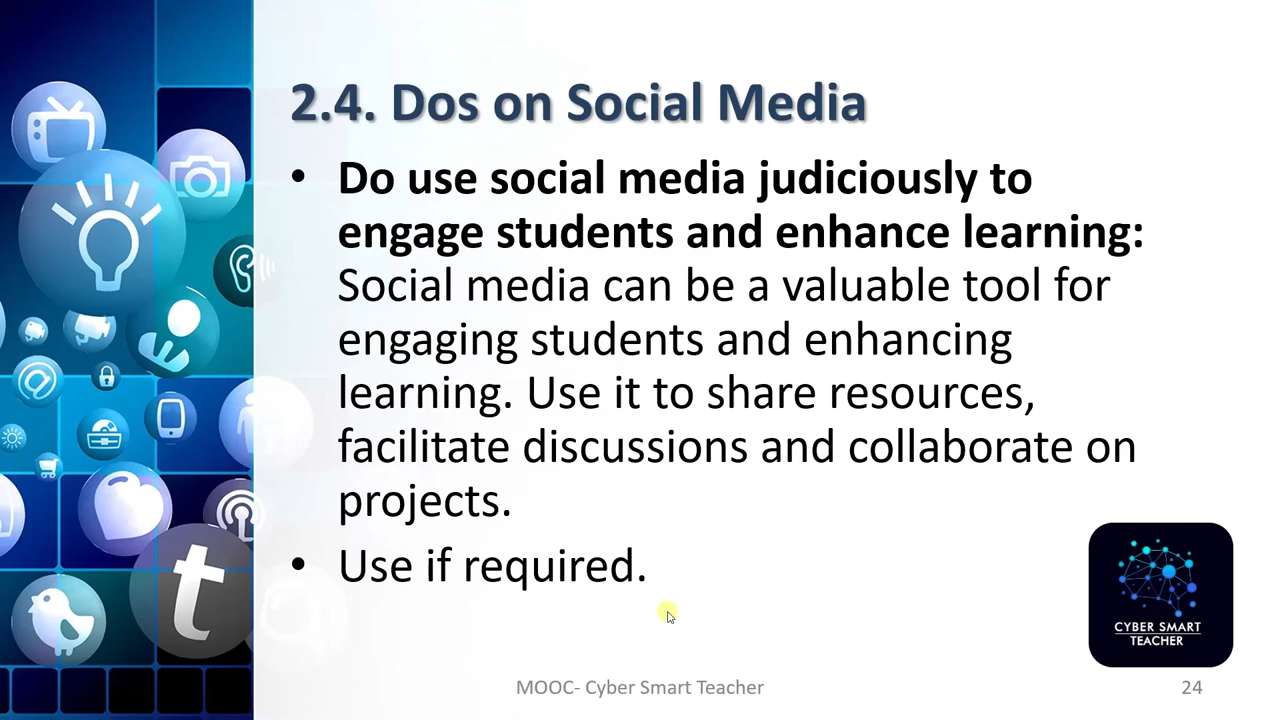 2.4. Dos on Social Media
• Do use social media judiciously to
engage students and enhance learning:
Social media can be a valuable tool for
engaging students and enhancing
learning. Use it to share resources,
facilitate discussions and collaborate on
projects.
• Use if required.
t
CYBER SMART
TEACHER
MOOC- Cyber Smart Teacher
24